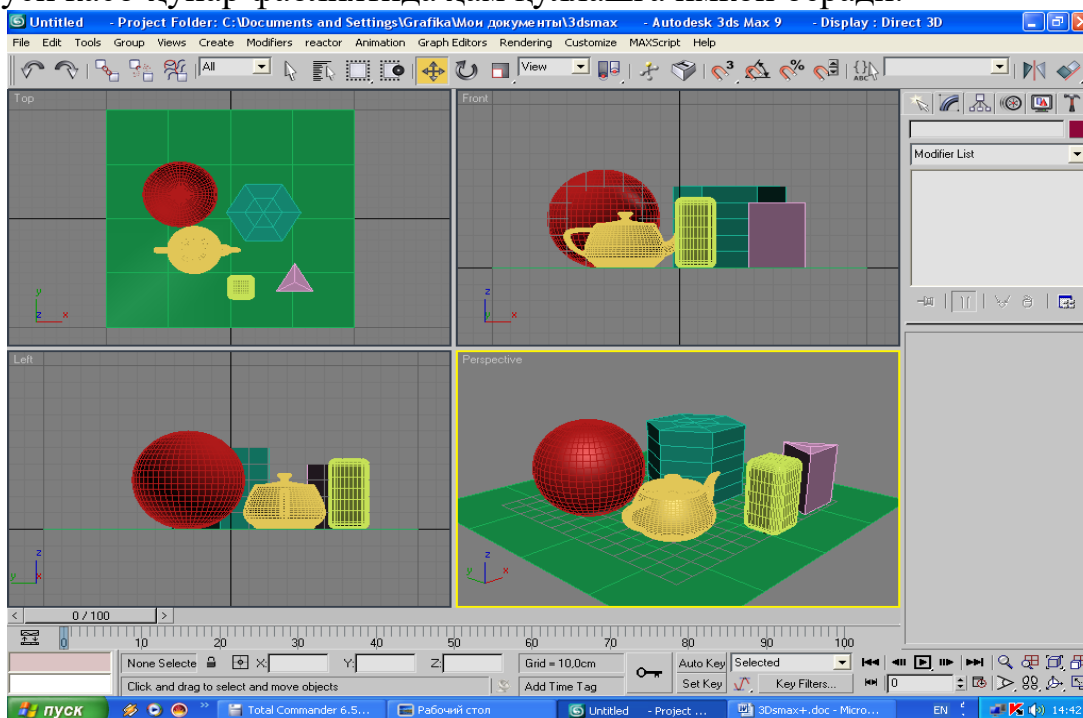 Untitled - Project Folder: C:\Documents and Settings\Grafika\Мои документы\3dsmax - Autodesk 3ds Max 9 - Display : Direct 3D
File Edit Tools Group Views Create Modifiers reactor Animation Graph Editors Rendering Customize MAXScript Help
All View
Top
Front
Modifier List
y
z x
z
y x
Left
Perspective
z
y x
z
y x
< 0 / 100 >
0 10 20 30 40 50 60 70 80 90 100
None Selecte X: Y: Z: Grid = 10,0cm Auto Key Selected
Click and drag to select and move objects Add Time Tag Set Key Key Filters... 0
пуск Total Commander 6.5... Рабочий стол Untitled - Project ... 3Dsmax+.doc - Micro... EN 14:42